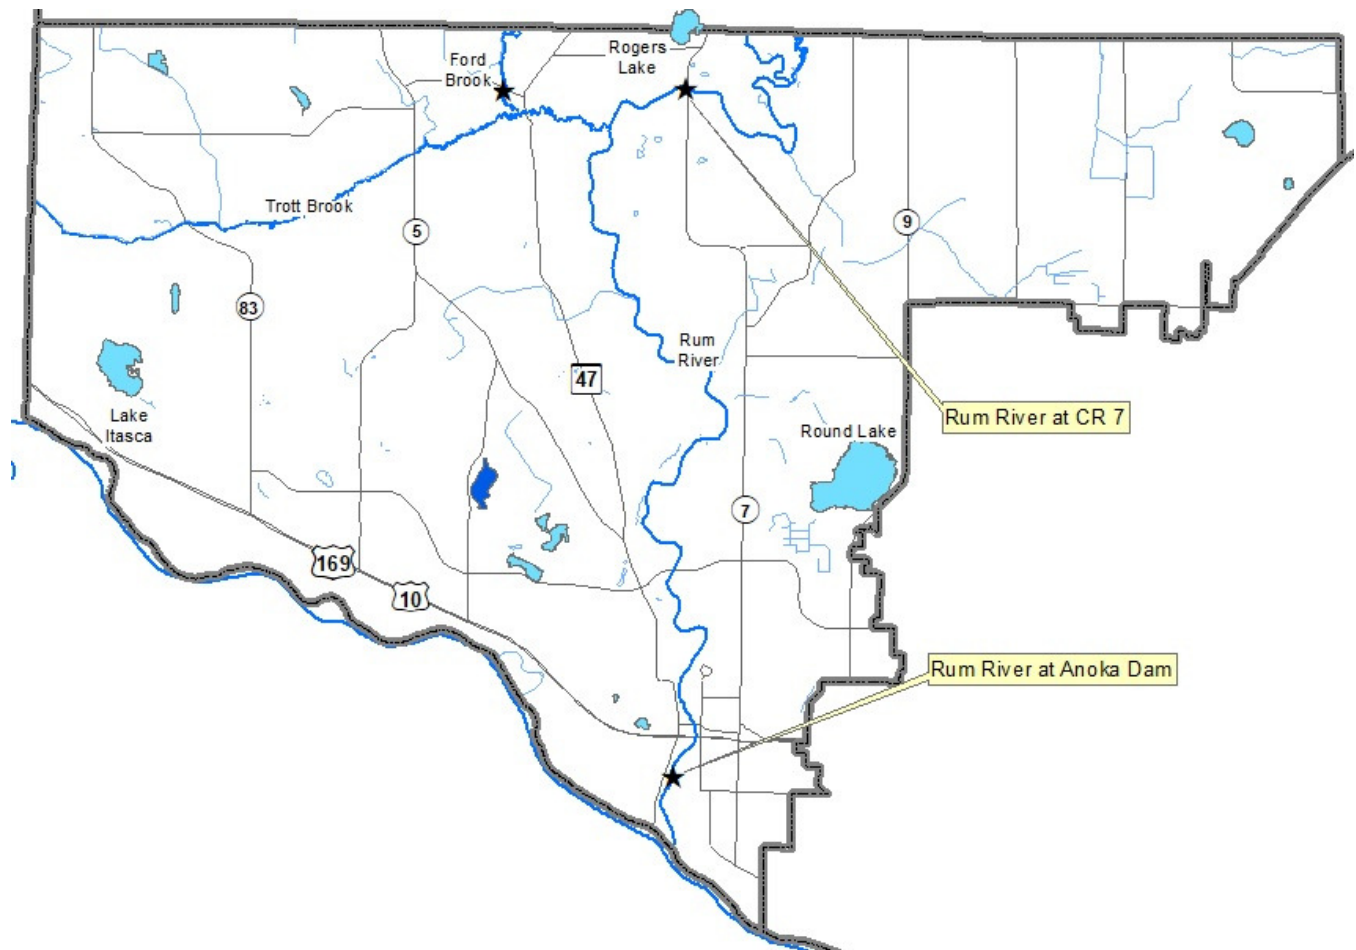 Ford
Brook
Rogers
Lake
Trott Brook
5
9
83
Rum
River
47
Rum River at CR 7
Lake
Itasca
Round Lake
7
169
10
Rum River at Anoka Dam